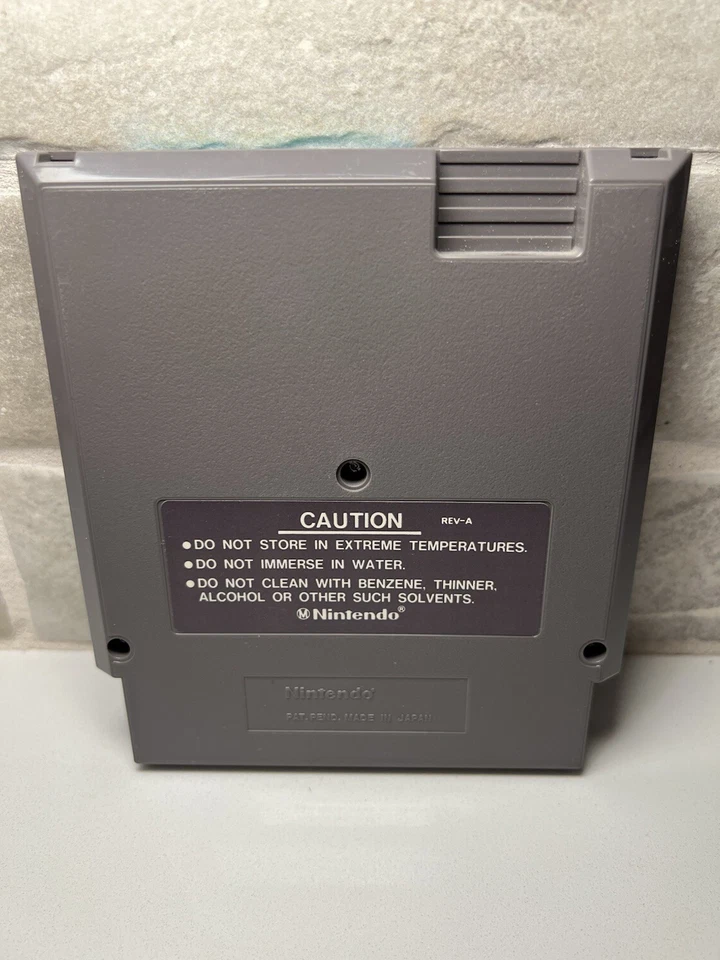 CAUTION REV-A
●DO NOT STORE IN EXTREME TEMPERATURES.
●DO NOT IMMERSE IN WATER.
●DO NOT CLEAN WITH BENZENE, THINNER,
ALCOHOL OR OTHER SUCH SOLVENTS.
Ⓜ Nintendo®
Nintendo®
PAT. PEND. MADE IN JAPAN